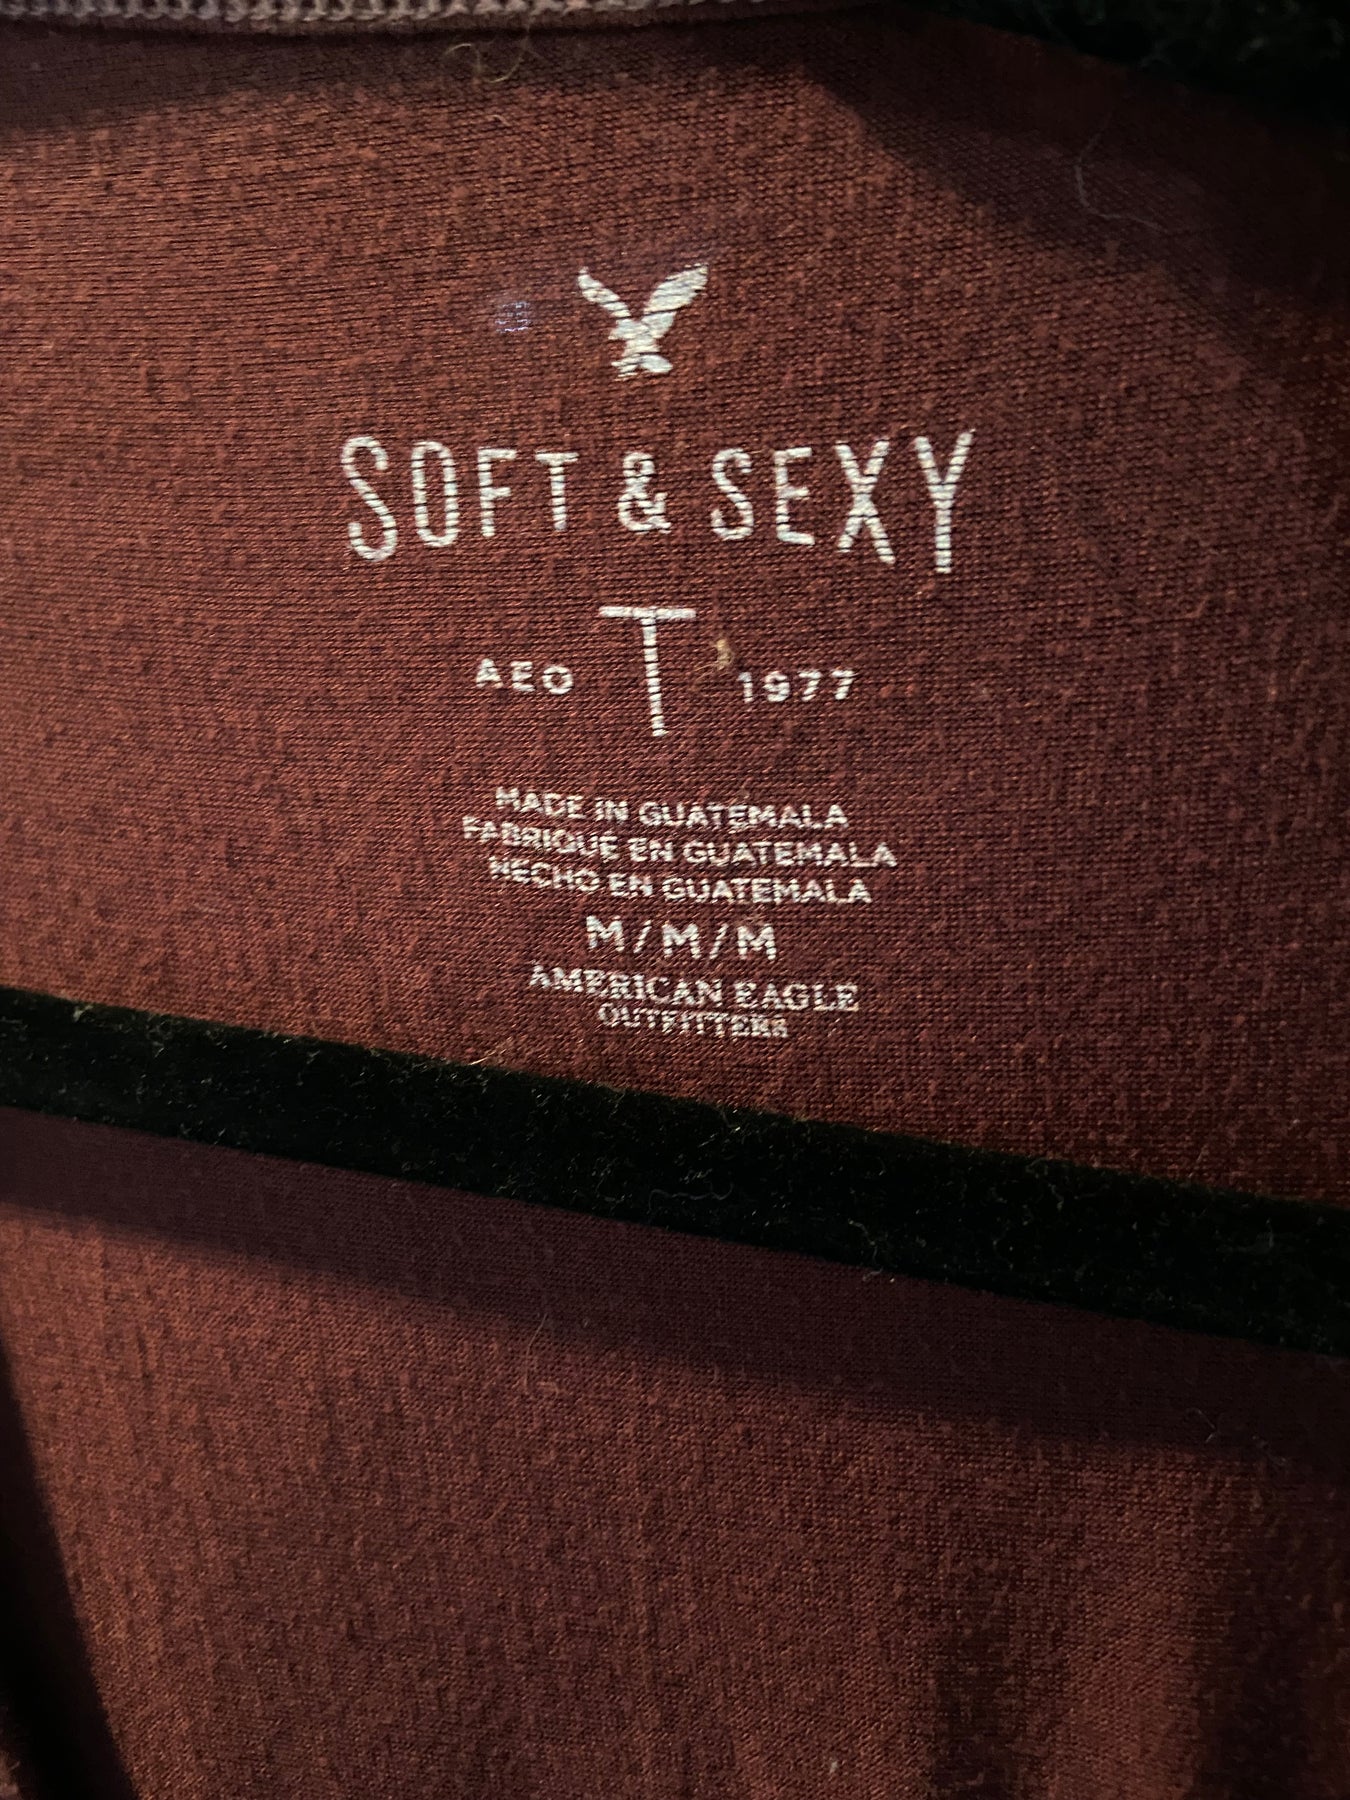 SOFT & SEXY
T
AEO 1977
MADE IN GUATEMALA
FABRIQUE EN GUATEMALA
HECHO EN GUATEMALA
M/M/M
AMERICAN EAGLE
OUTFITTERS